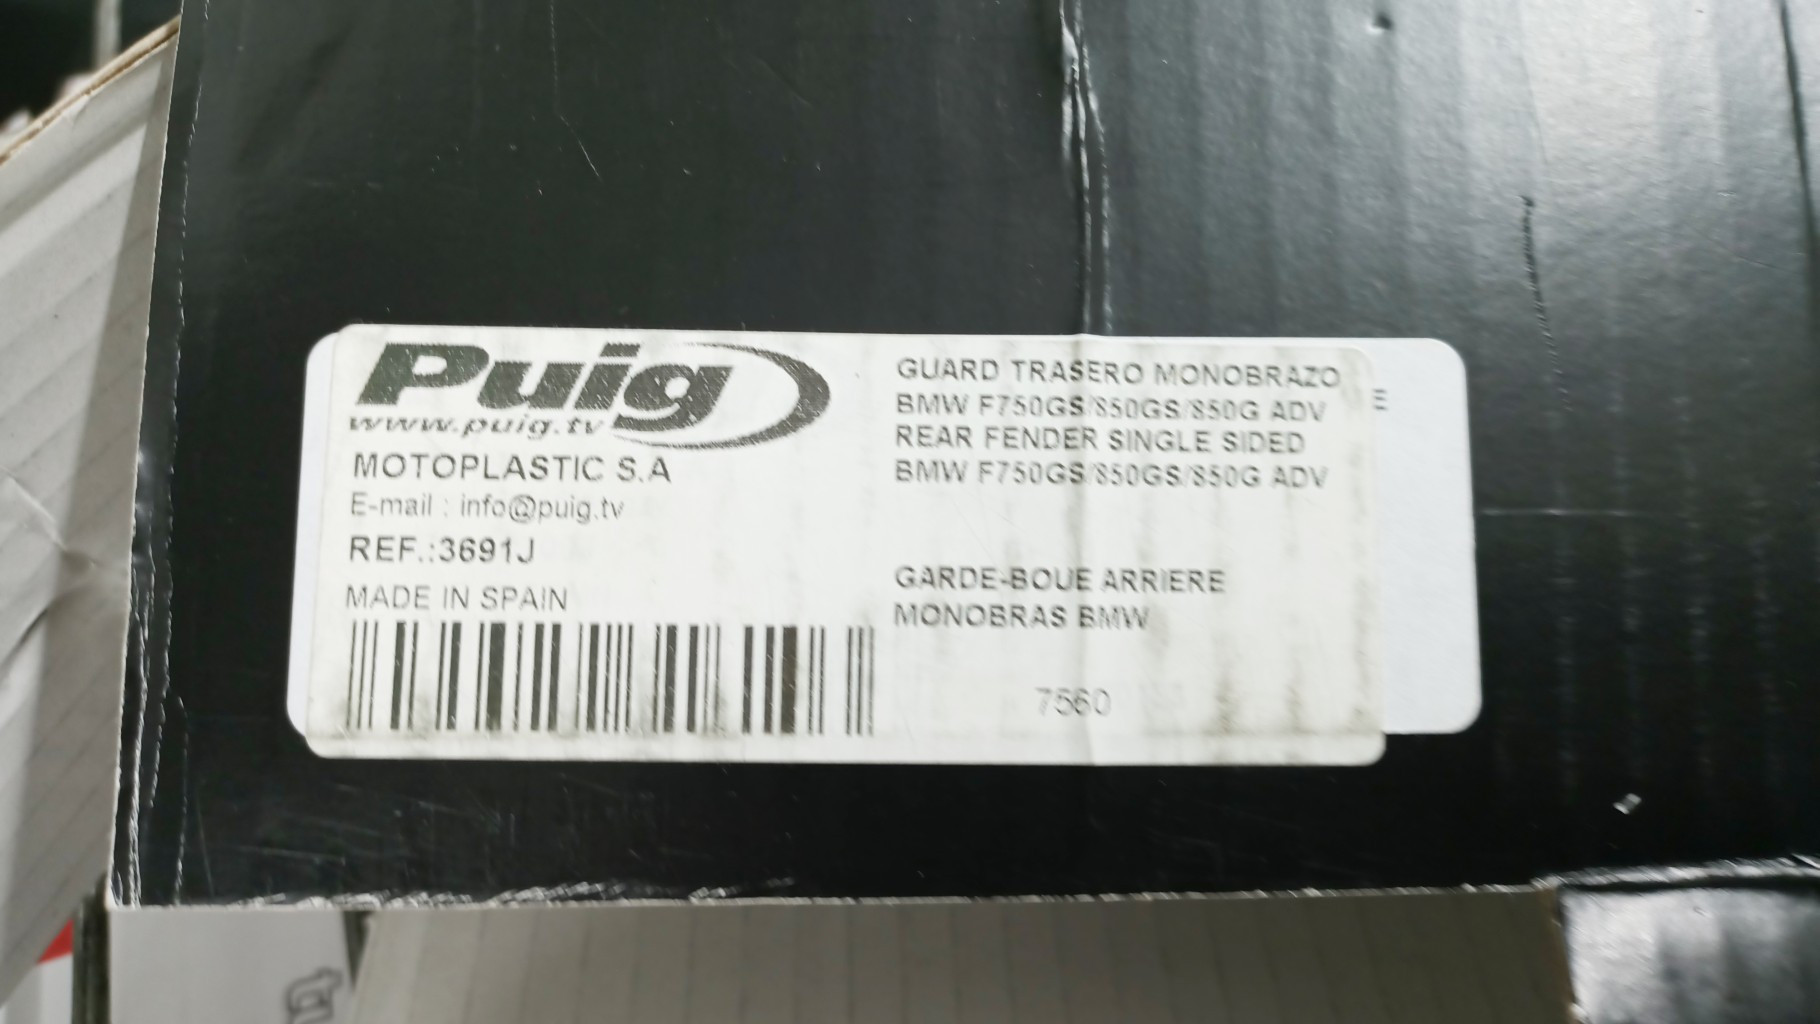 Puig
www.puig.tv
MOTOPLASTIC S.A
E-mail : info@puig.tv
REF.:3691J
MADE IN SPAIN
GUARD TRASERO MONOBRAZO
BMW F750GS/850GS/850G ADV
REAR FENDER SINGLE SIDED
BMW F750GS/850GS/850G ADV
GARDE-BOUE ARRIERE
MONOBRAS BMW
7560
E